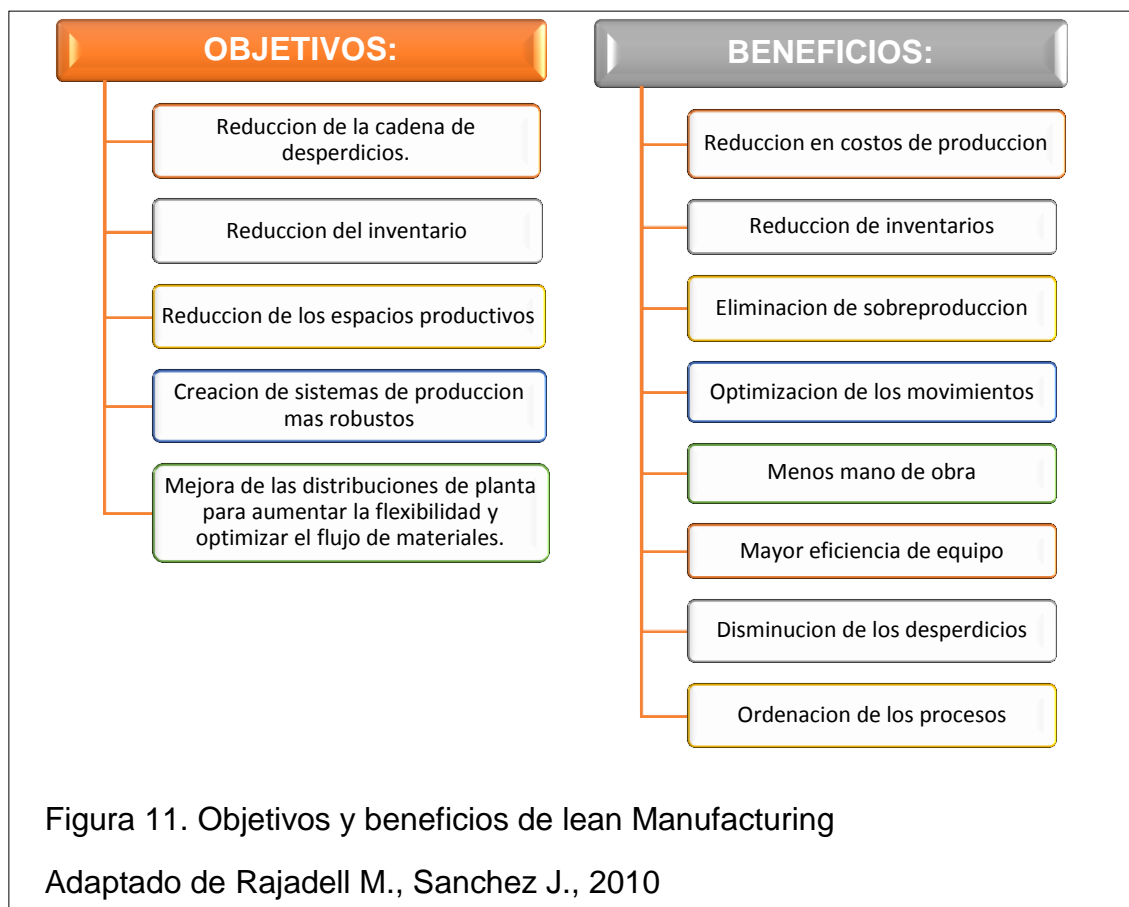 OBJETIVOS:
Reduccion de la cadena de
desperdicios.
Reduccion del inventario
Reduccion de los espacios productivos
Creacion de sistemas de produccion
mas robustos
Mejora de las distribuciones de planta
para aumentar la flexibilidad y
optimizar el flujo de materiales.
BENEFICIOS:
Reduccion en costos de produccion
Reduccion de inventarios
Eliminacion de sobreproduccion
Optimizacion de los movimientos
Menos mano de obra
Mayor eficiencia de equipo
Disminucion de los desperdicios
Ordenacion de los procesos
Figura 11. Objetivos y beneficios de lean Manufacturing
Adaptado de Rajadell M., Sanchez J., 2010